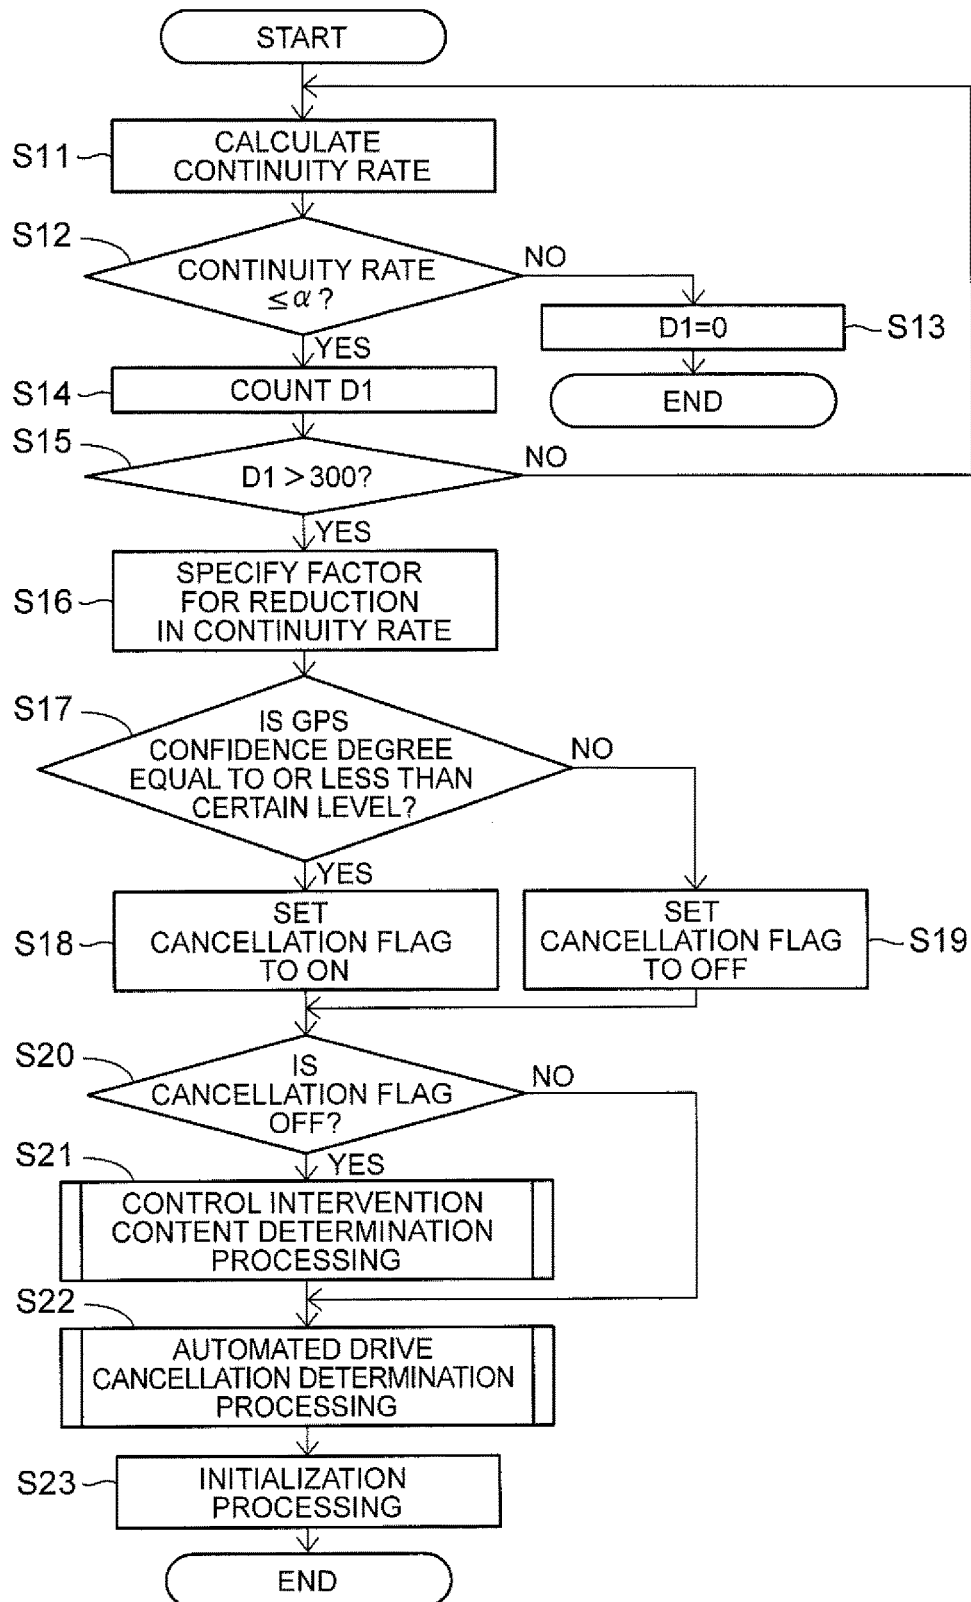 START
S11
CALCULATE
CONTINUITY RATE
S12
CONTINUITY RATE
≤α?
NO
YES
D1=0
S13
END
S14
COUNT D1
S15
D1>300?
NO
YES
S16
SPECIFY FACTOR
FOR REDUCTION
IN CONTINUITY RATE
S17
IS GPS
CONFIDENCE DEGREE
EQUAL TO OR LESS THAN
CERTAIN LEVEL?
NO
YES
S18
SET
CANCELLATION FLAG
TO ON
SET
CANCELLATION FLAG
TO OFF
S19
S20
IS
CANCELLATION FLAG
OFF?
NO
YES
S21
CONTROL INTERVENTION
CONTENT DETERMINATION
PROCESSING
S22
AUTOMATED DRIVE
CANCELLATION DETERMINATION
PROCESSING
S23
INITIALIZATION
PROCESSING
END